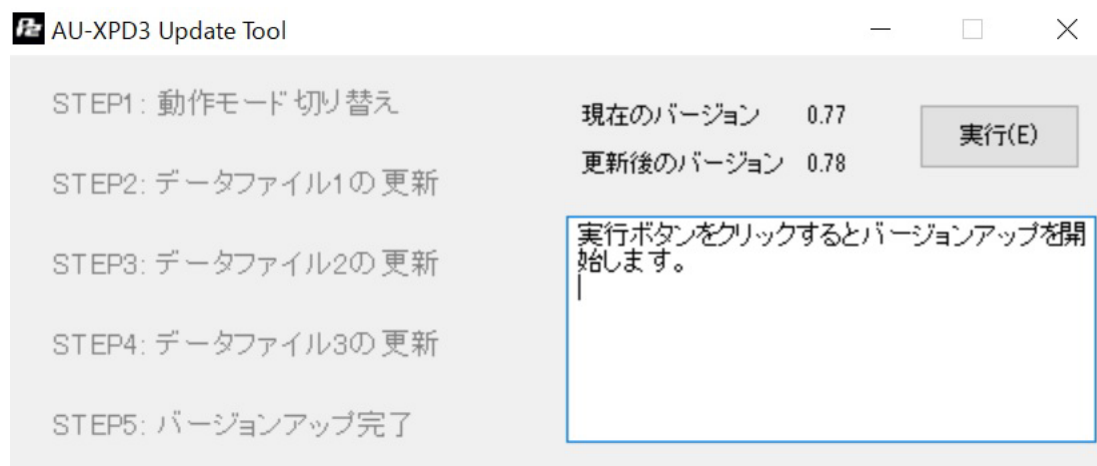 P2 AU-XPD3 Update Tool
STEP1: 動作モード切り替え
STEP2: データファイル1の更新
STEP3: データファイル2の更新
STEP4: データファイル3の更新
STEP5: バージョンアップ完了
現在のバージョン 0.77
更新後のバージョン 0.78
実行(E)
実行ボタンをクリックするとバージョンアップを開
始します。